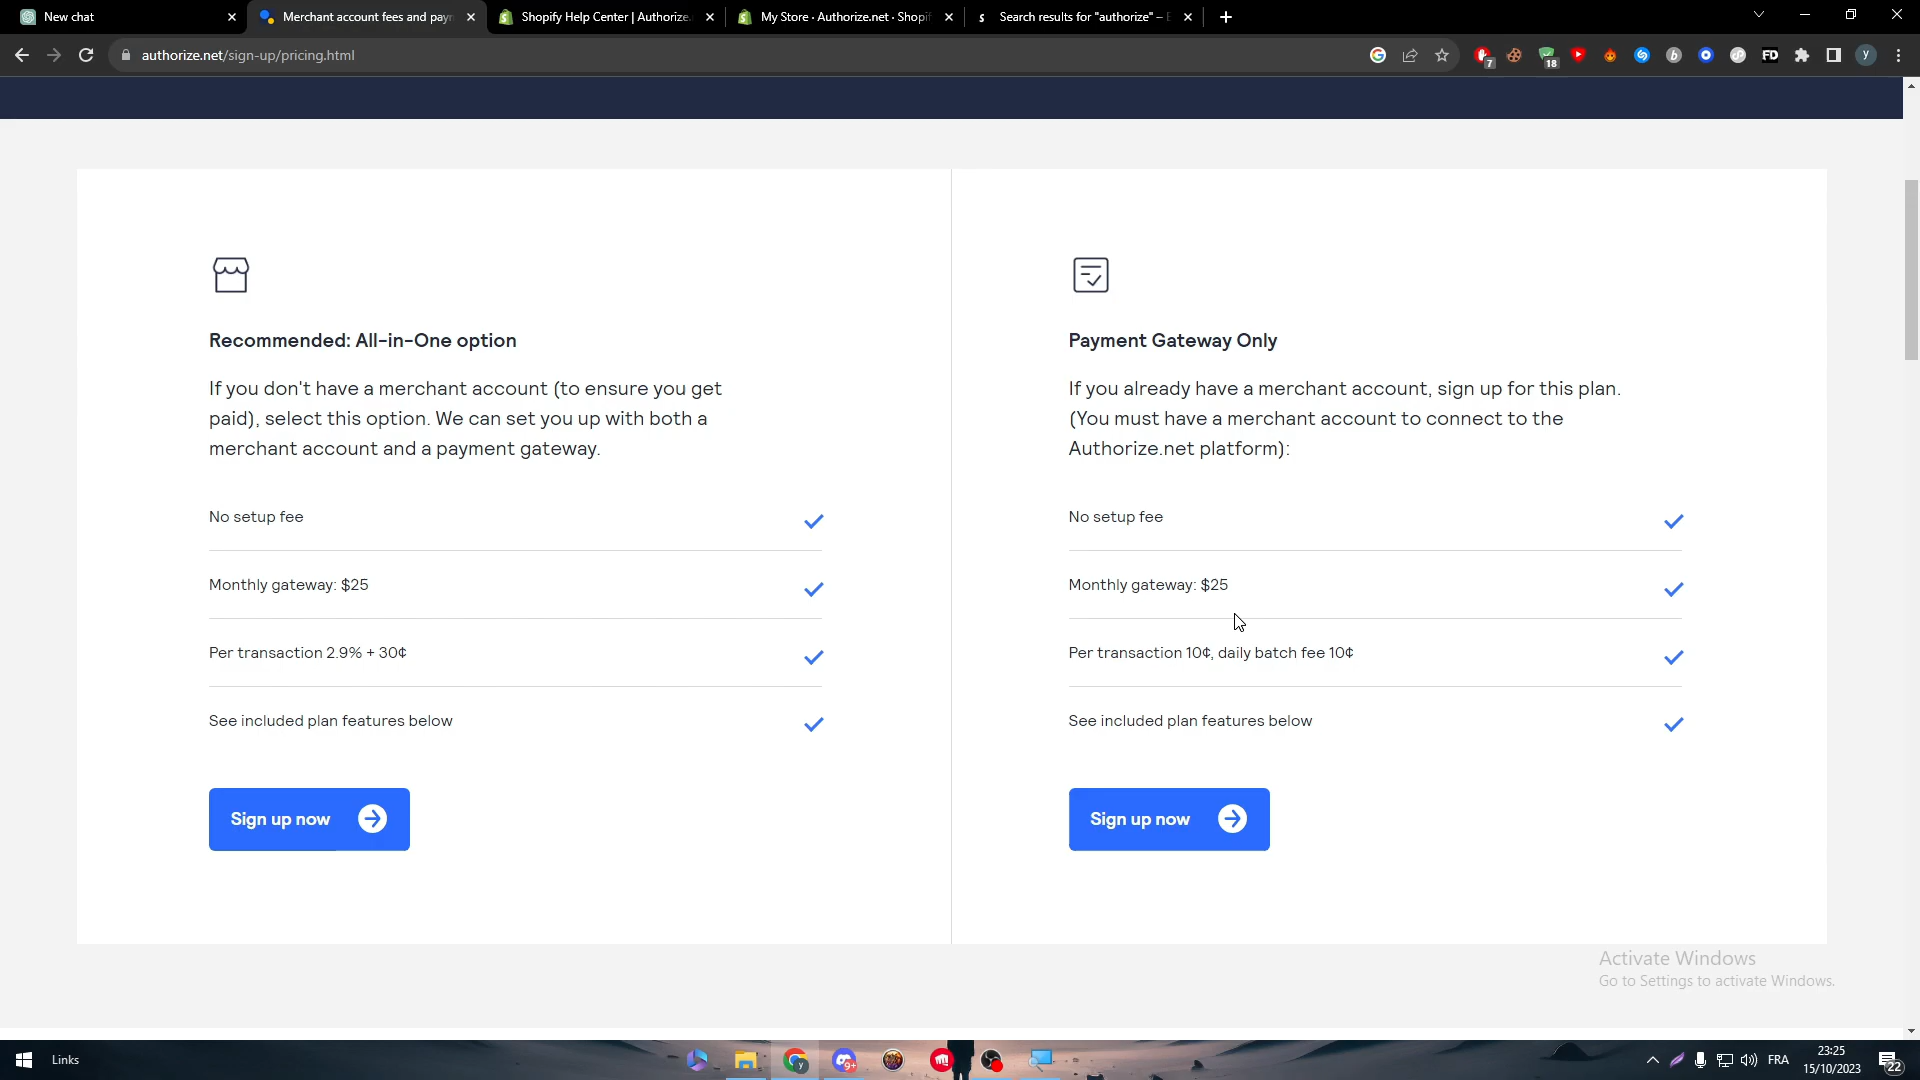 New chat
Merchant account fees and payn
Shopify Help Center | Authorize.
My Store · Authorize.net · Shopif
Search results for "authorize" – E
authorize.net/sign-up/pricing.html
7
18
b
FD
y
Recommended: All-in-One option
If you don't have a merchant account (to ensure you get
paid), select this option. We can set you up with both a
merchant account and a payment gateway.
No setup fee
Monthly gateway: $25
Per transaction 2.9% + 30¢
See included plan features below
Sign up now
Payment Gateway Only
If you already have a merchant account, sign up for this plan.
(You must have a merchant account to connect to the
Authorize.net platform):
No setup fee
Monthly gateway: $25
Per transaction 10¢, daily batch fee 10¢
See included plan features below
Sign up now
Activate Windows
Go to Settings to activate Windows.
Links
9+
FRA
23:25
15/10/2023
22